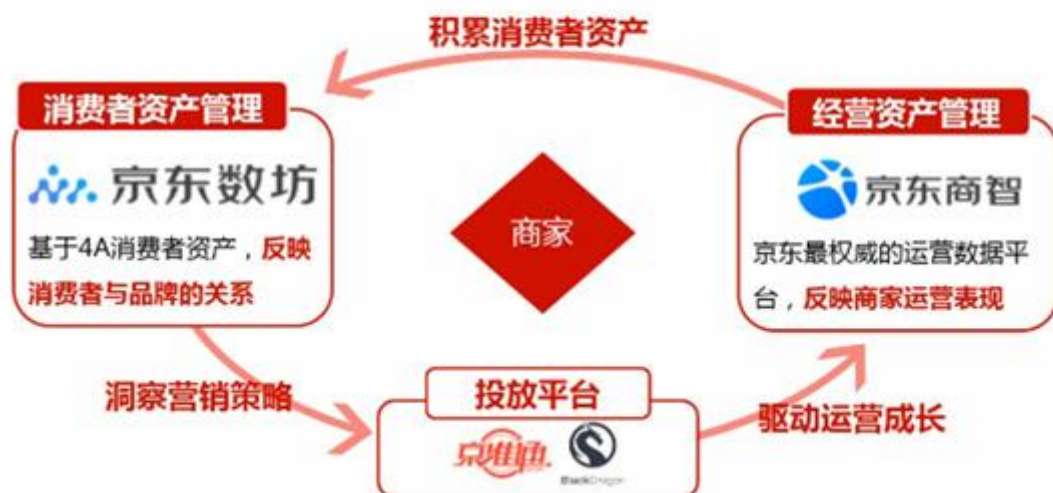 积累消费者资产
消费者资产管理
京东数坊
基于4A消费者资产，反映
消费者与品牌的关系
商家
经营资产管理
京东商智
京东最权威的运营数据平
台，反映商家运营表现
洞察营销策略
投放平台
京准通
BlackDragon
驱动运营成长